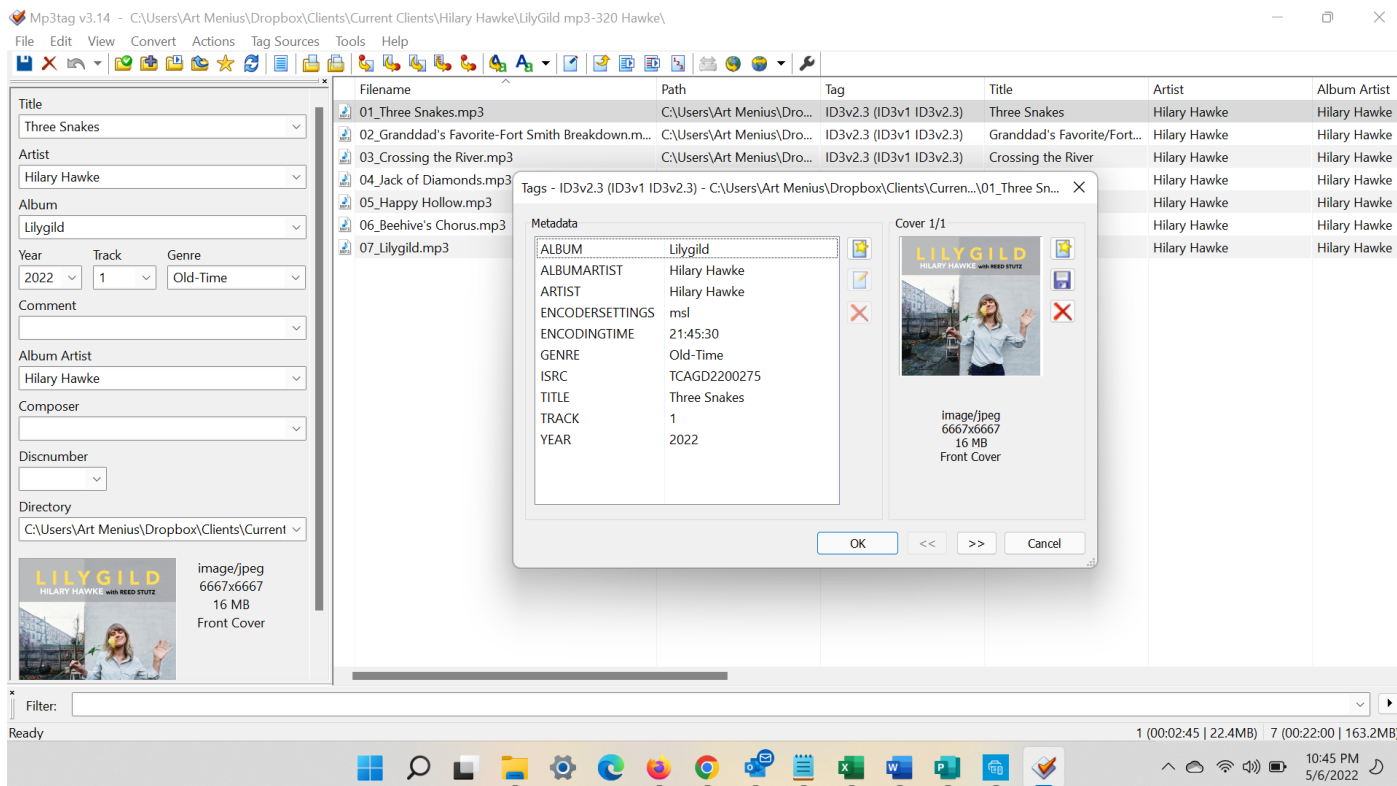 Mp3tag v3.14 - C:\Users\Art Menius\Dropbox\Clients\Current Clients\Hilary Hawke\LilyGild mp3-320 Hawke\
File Edit View Convert Actions Tag Sources Tools Help
Title
Three Snakes
Artist
Hilary Hawke
Album
Lilygild
Year Track Genre
2022 1 Old-Time
Comment
Album Artist
Hilary Hawke
Composer
Discnumber
Directory
C:\Users\Art Menius\Dropbox\Clients\Current
LILYGILD
HILARY HAWKE with REED STUTZ
image/jpeg
6667x6667
16 MB
Front Cover
Filename Path Tag Title Artist Album Artist
01_Three Snakes.mp3 C:\Users\Art Menius\Dro... ID3v2.3 (ID3v1 ID3v2.3) Three Snakes Hilary Hawke Hilary Hawke
02_Granddad's Favorite-Fort Smith Breakdown.m... C:\Users\Art Menius\Dro... ID3v2.3 (ID3v1 ID3v2.3) Granddad's Favorite/Fort... Hilary Hawke Hilary Hawke
03_Crossing the River.mp3 C:\Users\Art Menius\Dro... ID3v2.3 (ID3v1 ID3v2.3) Crossing the River Hilary Hawke Hilary Hawke
04_Jack of Diamonds.mp3 Hilary Hawke Hilary Hawke
05_Happy Hollow.mp3 Hilary Hawke Hilary Hawke
06_Beehive's Chorus.mp3 Hilary Hawke Hilary Hawke
07_Lilygild.mp3 Hilary Hawke Hilary Hawke
Tags - ID3v2.3 (ID3v1 ID3v2.3) - C:\Users\Art Menius\Dropbox\Clients\Curren...\01_Three Sn...
Metadata
ALBUM Lilygild
ALBUMARTIST Hilary Hawke
ARTIST Hilary Hawke
ENCODERSETTINGS msl
ENCODINGTIME 21:45:30
GENRE Old-Time
ISRC TCAGD2200275
TITLE Three Snakes
TRACK 1
YEAR 2022
Cover 1/1
LILYGILD
HILARY HAWKE with REED STUTZ
image/jpeg
6667x6667
16 MB
Front Cover
OK << >> Cancel
Filter:
Ready 1 (00:02:45 | 22.4MB) 7 (00:22:00 | 163.2MB)
10:45 PM
5/6/2022